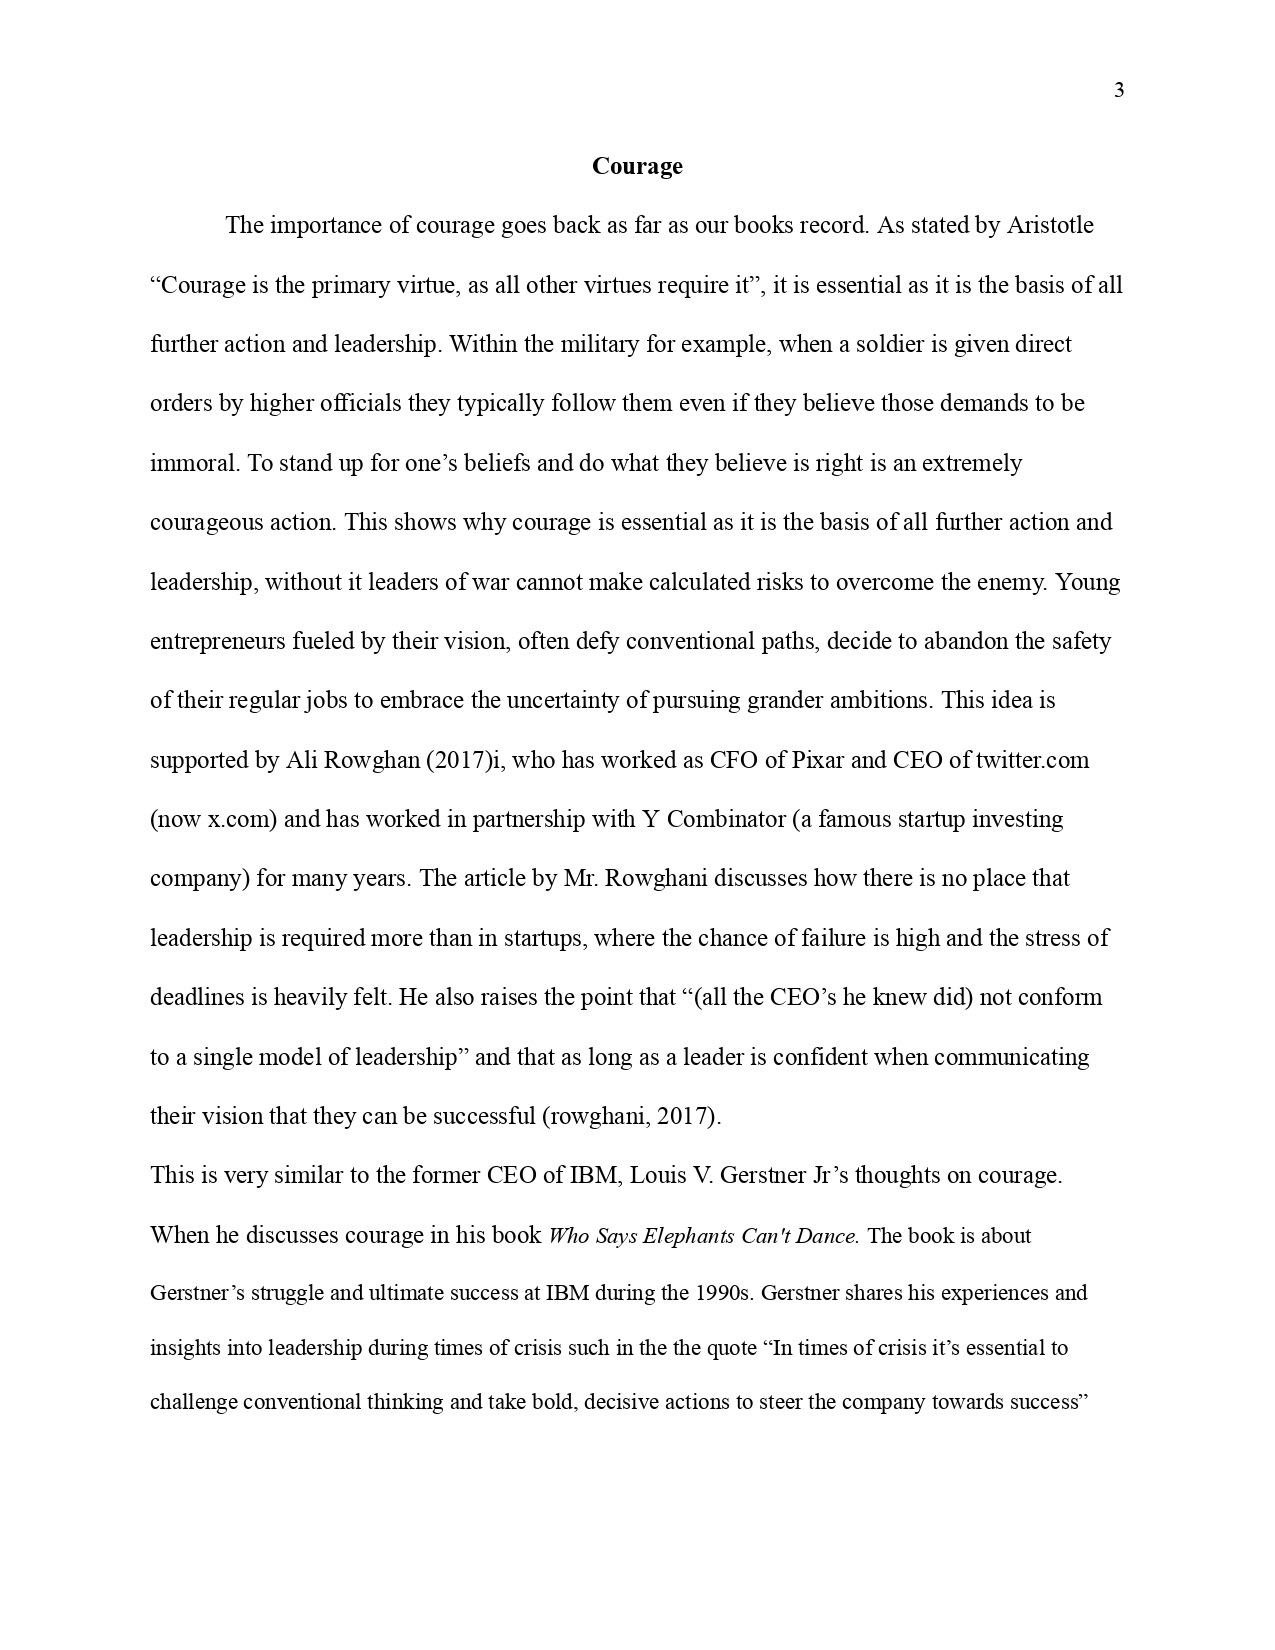 3
Courage
The importance of courage goes back as far as our books record. As stated by Aristotle
“Courage is the primary virtue, as all other virtues require it”, it is essential as it is the basis of all
further action and leadership. Within the military for example, when a soldier is given direct
orders by higher officials they typically follow them even if they believe those demands to be
immoral. To stand up for one’s beliefs and do what they believe is right is an extremely
courageous action. This shows why courage is essential as it is the basis of all further action and
leadership, without it leaders of war cannot make calculated risks to overcome the enemy. Young
entrepreneurs fueled by their vision, often defy conventional paths, decide to abandon the safety
of their regular jobs to embrace the uncertainty of pursuing grander ambitions. This idea is
supported by Ali Rowghan (2017)i, who has worked as CFO of Pixar and CEO of twitter.com
(now x.com) and has worked in partnership with Y Combinator (a famous startup investing
company) for many years. The article by Mr. Rowghani discusses how there is no place that
leadership is required more than in startups, where the chance of failure is high and the stress of
deadlines is heavily felt. He also raises the point that “(all the CEO’s he knew did) not conform
to a single model of leadership” and that as long as a leader is confident when communicating
their vision that they can be successful (rowghani, 2017).
This is very similar to the former CEO of IBM, Louis V. Gerstner Jr’s thoughts on courage.
When he discusses courage in his book Who Says Elephants Can't Dance. The book is about
Gerstner’s struggle and ultimate success at IBM during the 1990s. Gerstner shares his experiences and
insights into leadership during times of crisis such in the the quote “In times of crisis it’s essential to
challenge conventional thinking and take bold, decisive actions to steer the company towards success”